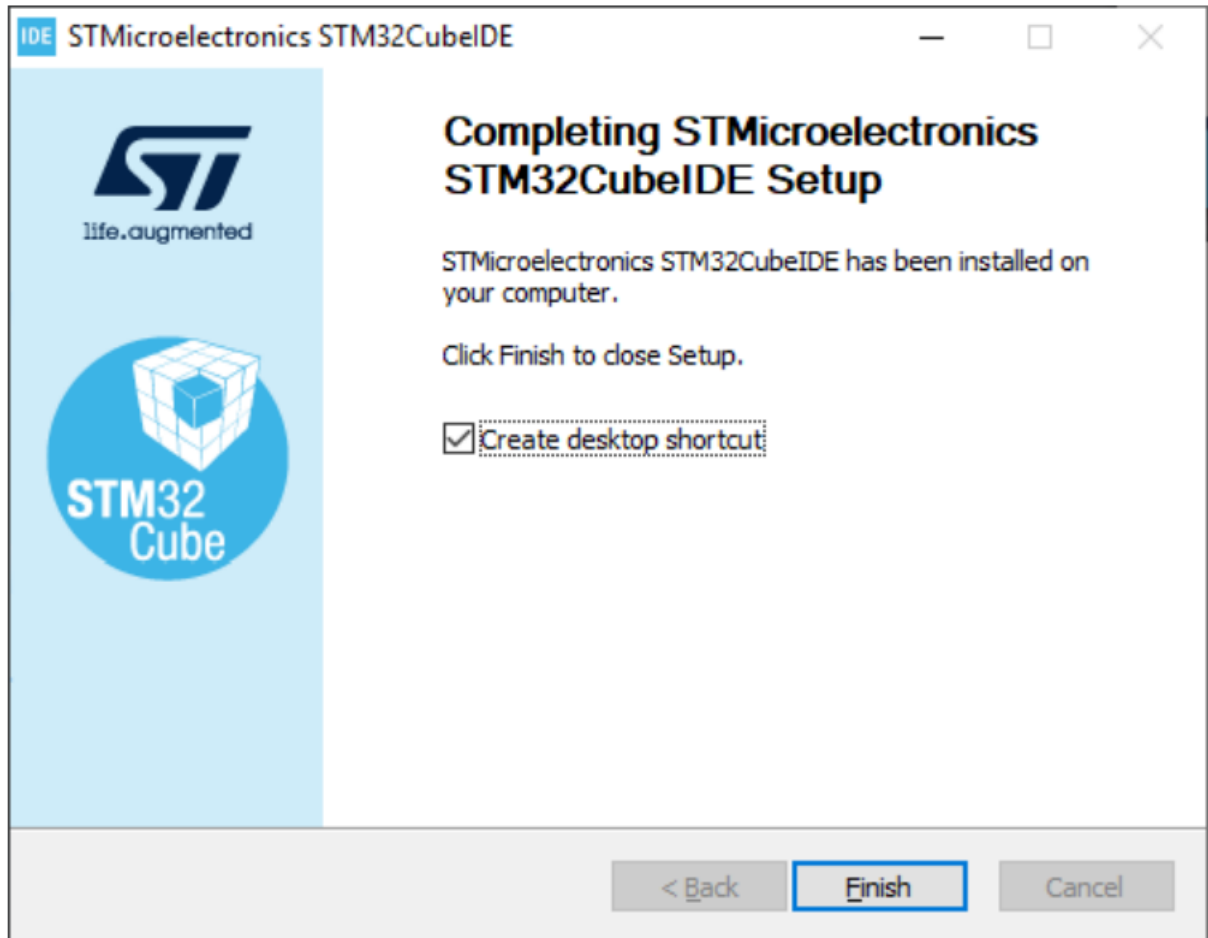 IDE STMicroelectronics STM32CubeIDE
ST
life.augmented
STM32
Cube
Completing STMicroelectronics
STM32CubeIDE Setup
STMicroelectronics STM32CubeIDE has been installed on
your computer.
Click Finish to close Setup.
Create desktop shortcut
< Back
Finish
Cancel